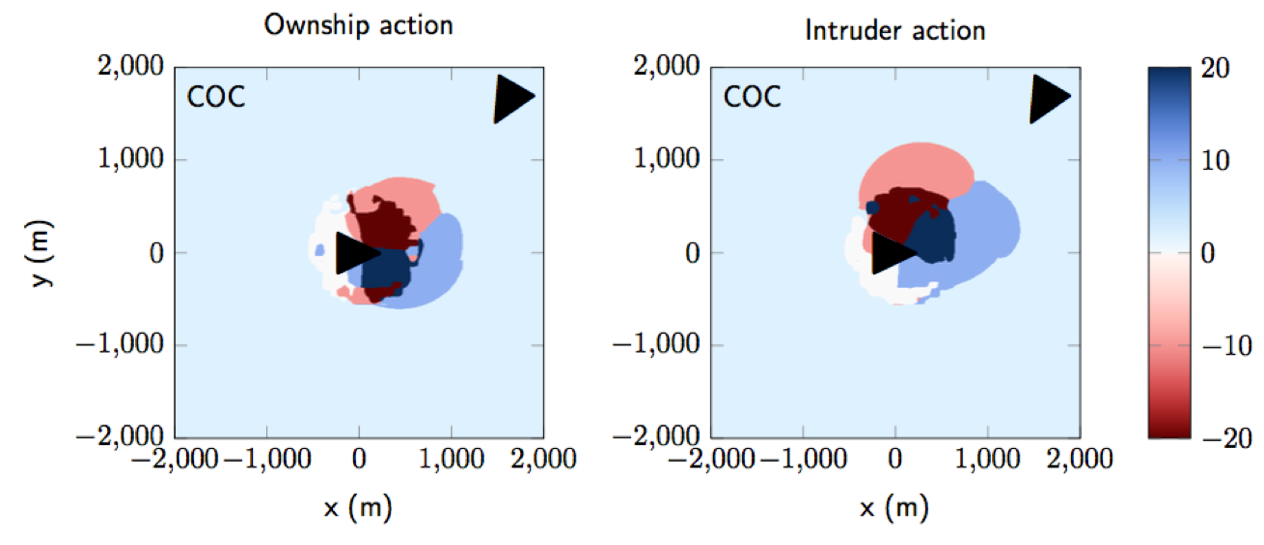 Ownship action
Intruder action
2,000
1,000
0
−1,000
−2,000
y (m)
COC
−2,000 −1,000 0 1,000 2,000
x (m)
2,000
1,000
0
−1,000
−2,000
COC
−2,000 −1,000 0 1,000 2,000
x (m)
20
10
0
−10
−20